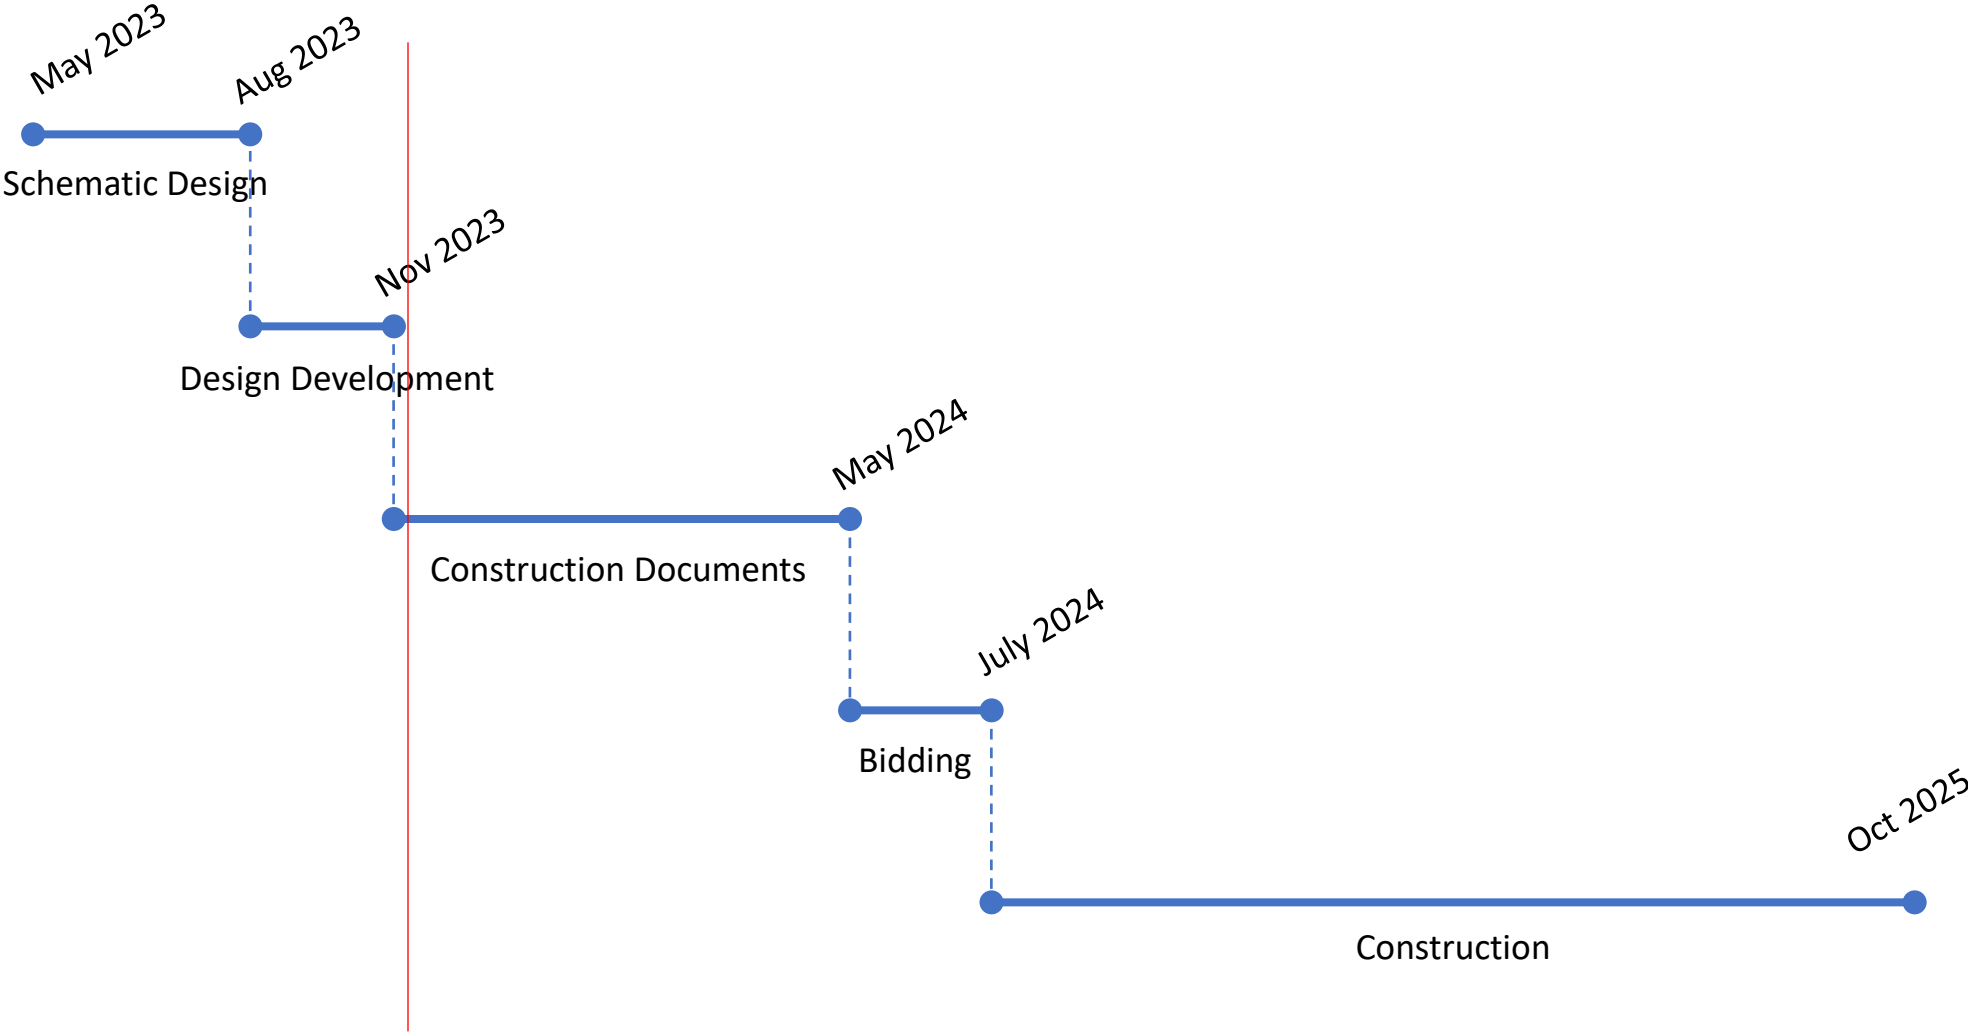 May 2023
Aug 2023
Schematic Design
Nov 2023
Design Development
May 2024
Construction Documents
July 2024
Bidding
Oct 2025
Construction